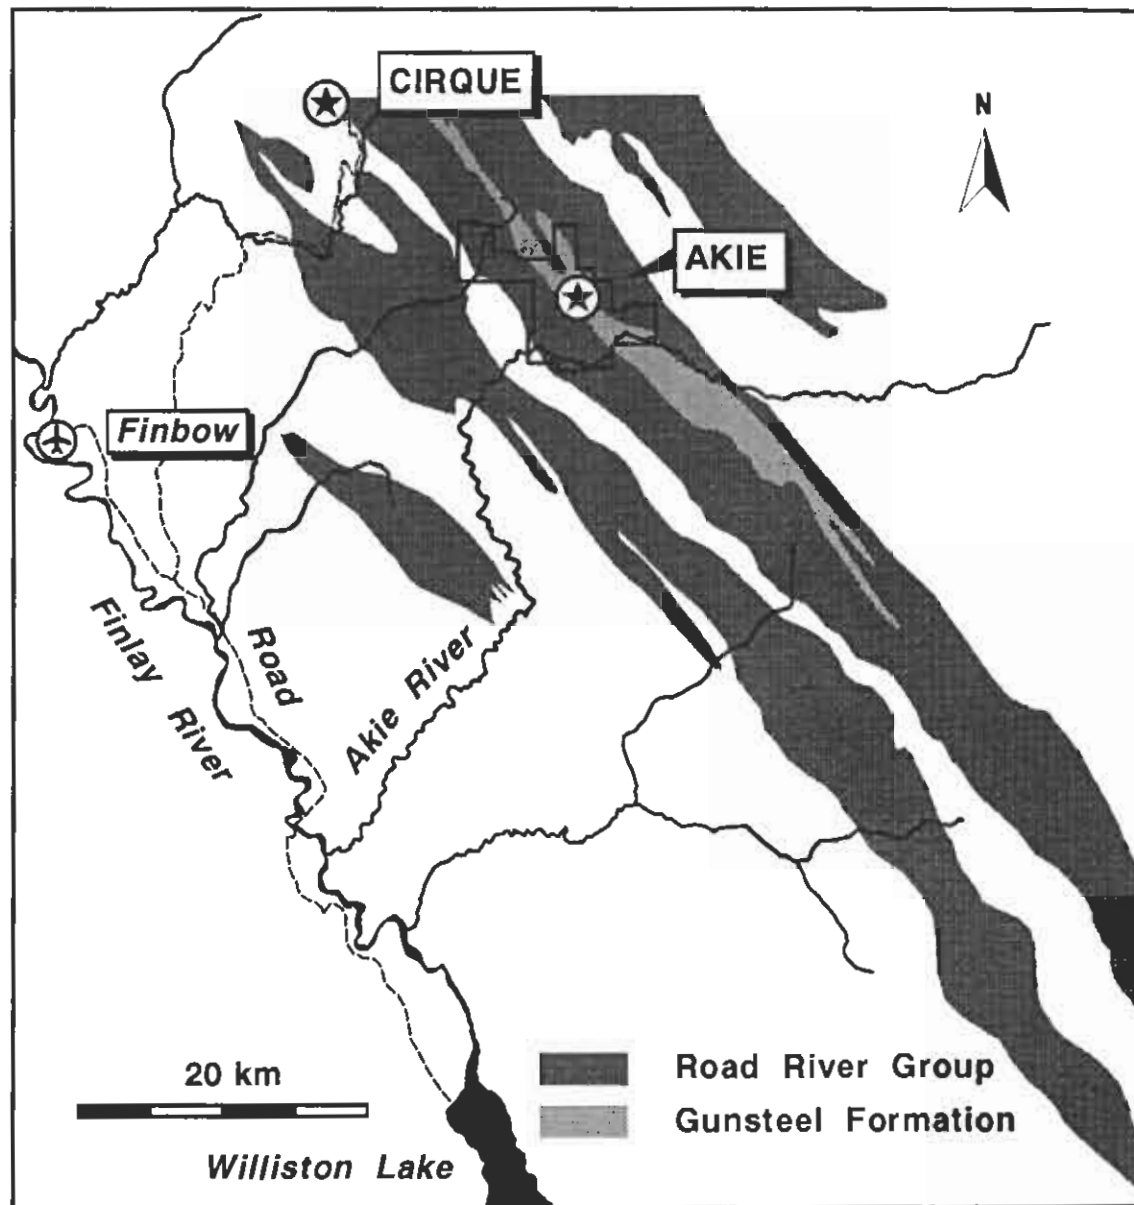 CIRQUE
N
AKIE
Finbow
Finlay
River
Road
Akie River
20 km
Road River Group
Gunsteel Formation
Williston Lake